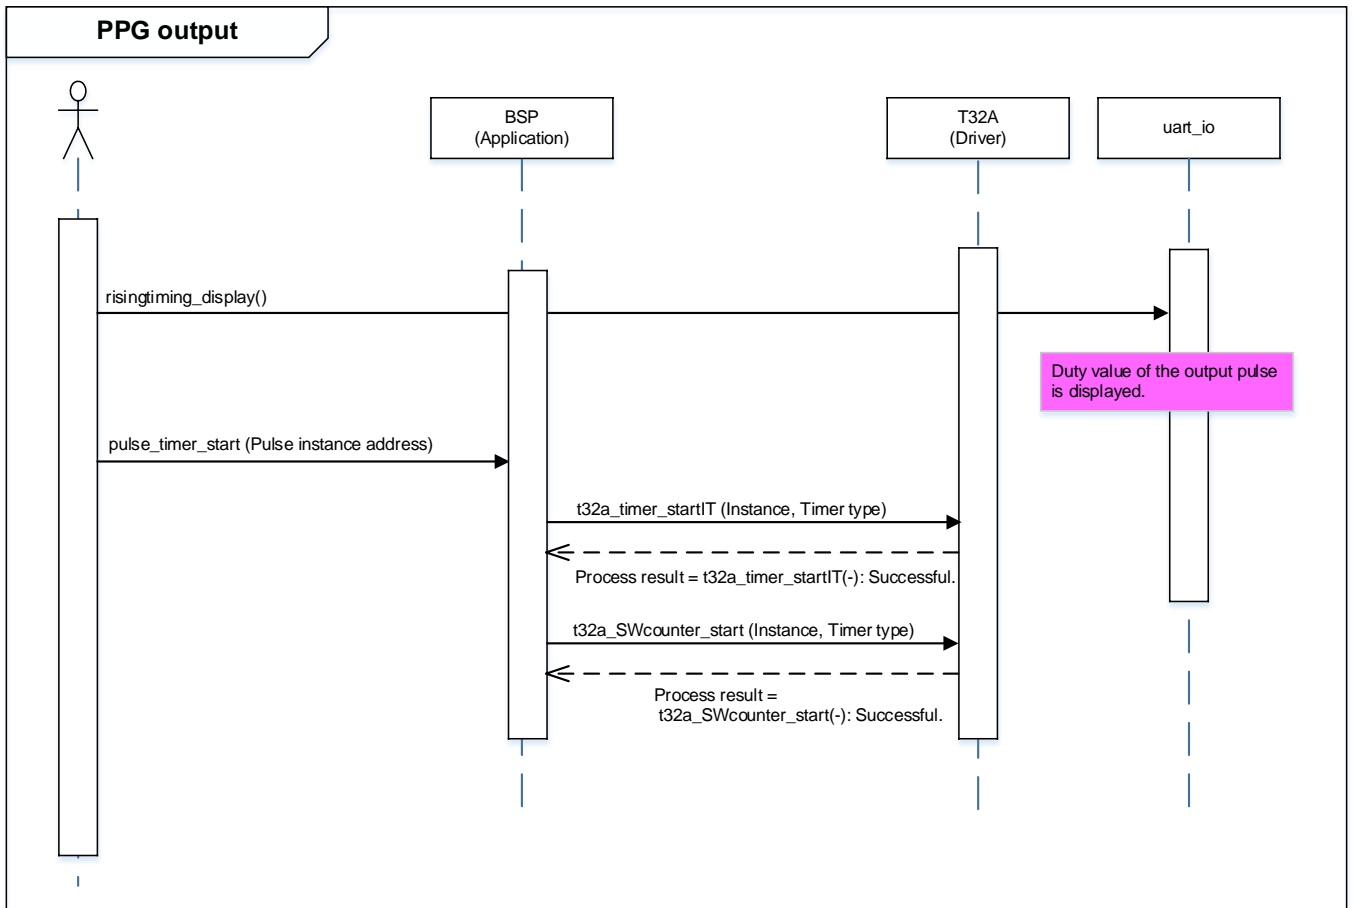 PPG output
BSP
(Application)
T32A
(Driver)
uart_io
risingtiming_display()
Duty value of the output pulse
is displayed.
pulse_timer_start (Pulse instance address)
t32a_timer_startIT (Instance, Timer type)
Process result = t32a_timer_startIT(-): Successful.
t32a_SWcounter_start (Instance, Timer type)
Process result =
t32a_SWcounter_start(-): Successful.